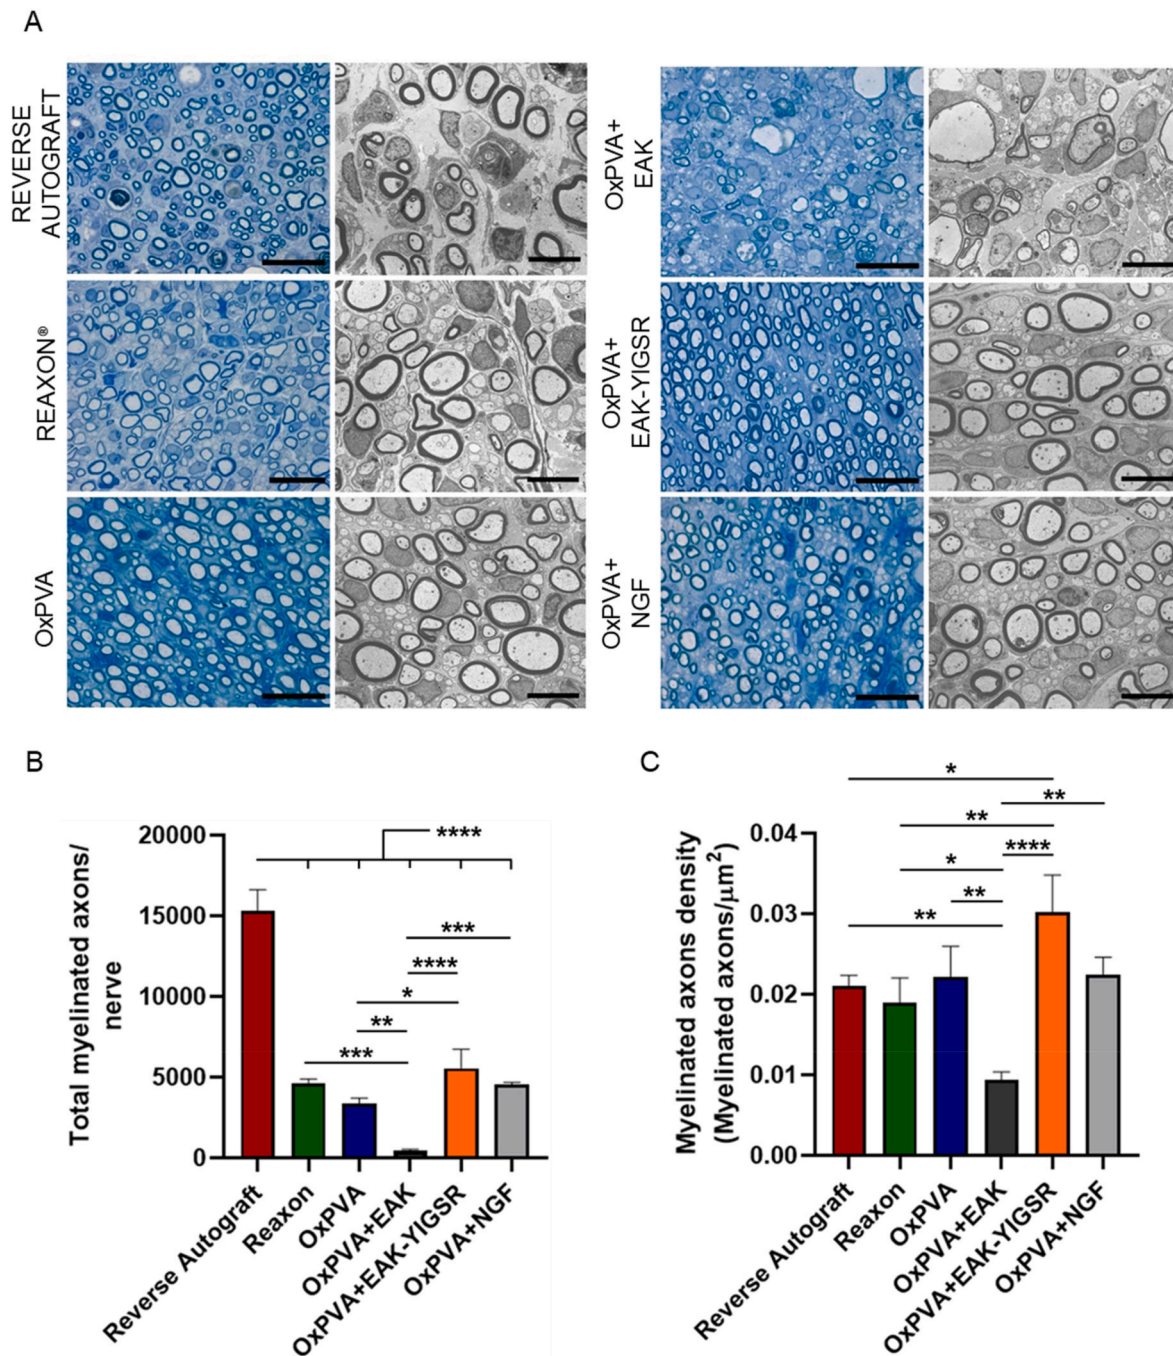 A
REVERSE
AUTOGRAFT
REAXON®
OxPVA
OxPVA+
EAK
OxPVA+
EAK-YIGSR
OxPVA+
NGF
B
Total myelinated axons/
nerve
20000
15000
10000
5000
0
****
***
****
*
**
***
Reverse Autograft
Reaxon
OxPVA
OxPVA+EAK
OxPVA+EAK-YIGSR
OxPVA+NGF
C
Myelinated axons density
(Myelinated axons/μm²)
0.04
0.03
0.02
0.01
0.00
*
**
**
****
*
**
**
Reverse Autograft
Reaxon
OxPVA
OxPVA+EAK
OxPVA+EAK-YIGSR
OxPVA+NGF